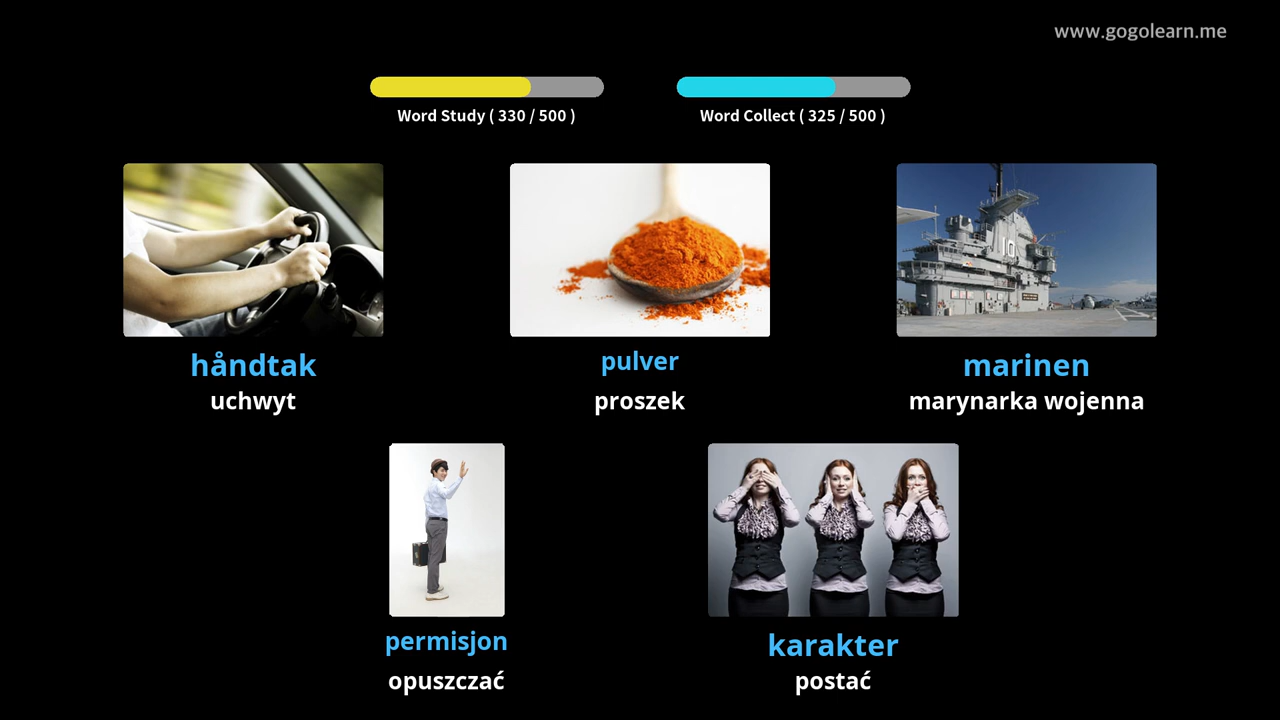 www.gogolearn.me
Word Study ( 330 / 500 )
Word Collect ( 325 / 500 )
håndtak
uchwyt
pulver
proszek
marinen
marynarka wojenna
permisjon
opuszczać
karakter
postać
10